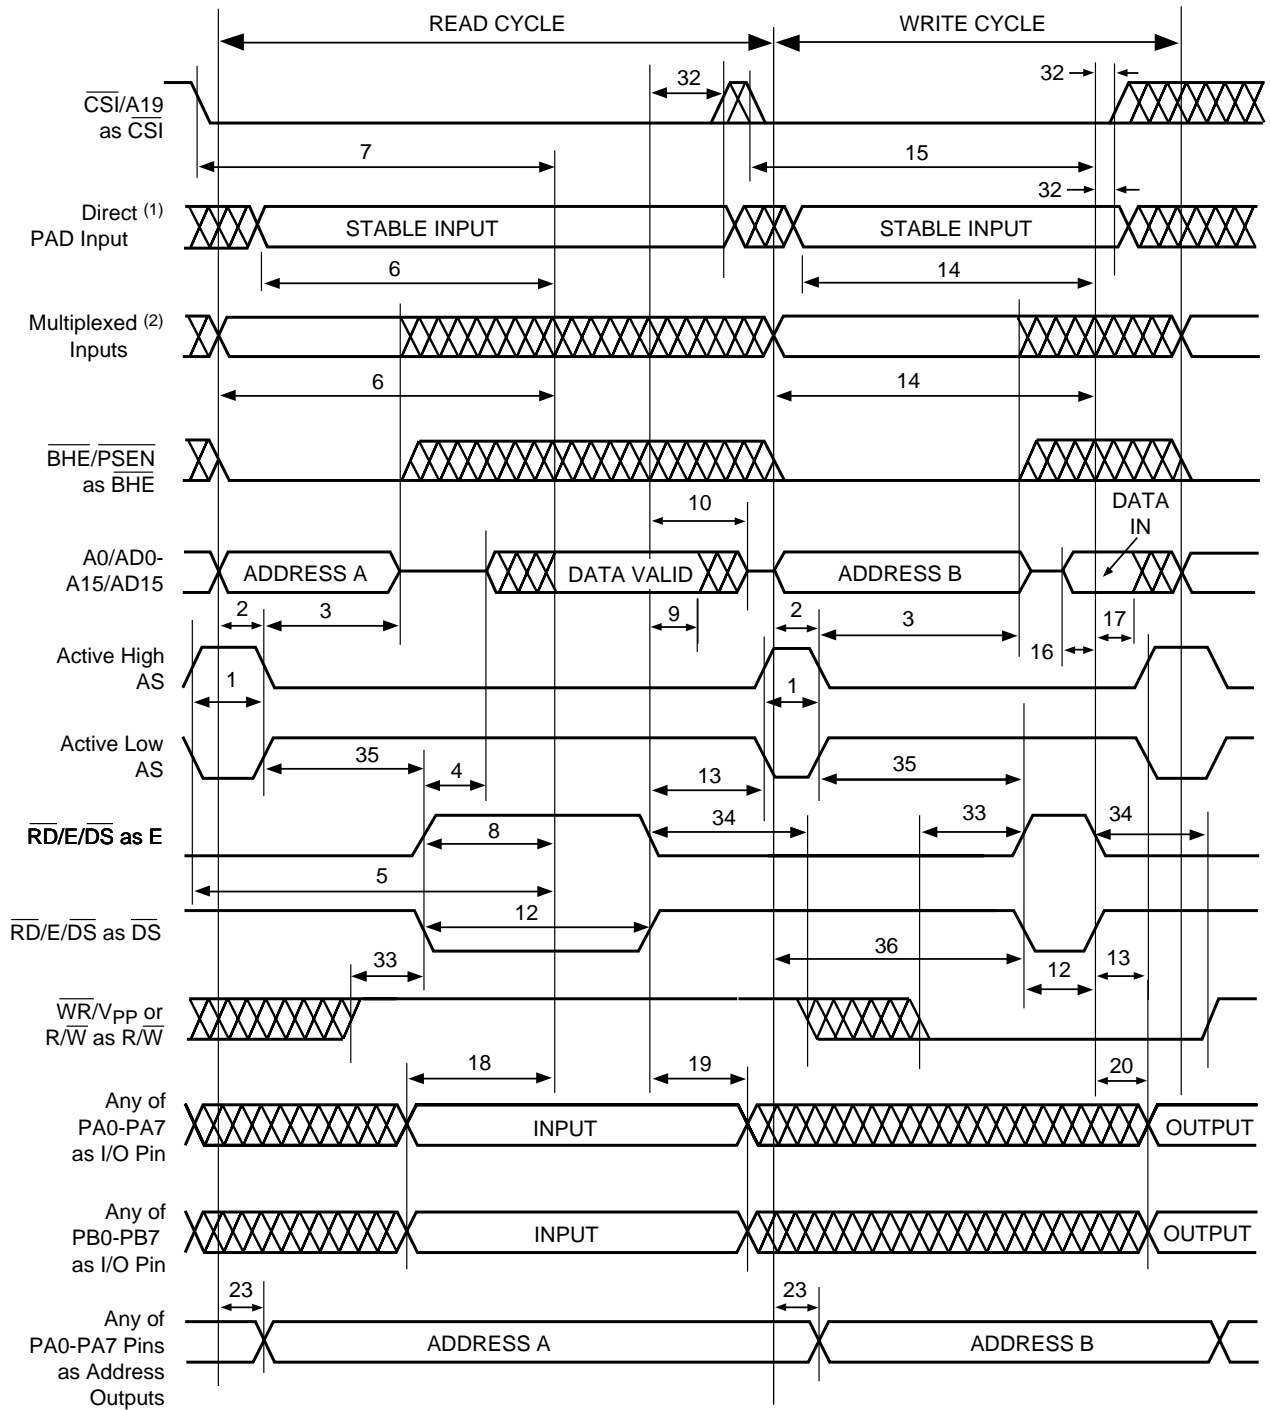 READ CYCLE
WRITE CYCLE
32
32
CSI/A19
as CSI
7
15
32
Direct (1)
PAD Input
STABLE INPUT
STABLE INPUT
6
14
Multiplexed (2)
Inputs
6
14
BHE/PSEN
as BHE
10
DATA
IN
A0/AD0-
A15/AD15
ADDRESS A
DATA VALID
ADDRESS B
2
3
9
2
3
17
16
Active High
AS
1
1
Active Low
AS
35
4
13
35
34
33
34
RD/E/DS as E
8
5
12
RD/E/DS as DS
36
33
12
13
WR/VPP or
R/W as R/W
18
19
20
Any of
PA0-PA7
as I/O Pin
INPUT
OUTPUT
Any of
PB0-PB7
as I/O Pin
INPUT
OUTPUT
23
23
Any of
PA0-PA7 Pins
as Address
Outputs
ADDRESS A
ADDRESS B